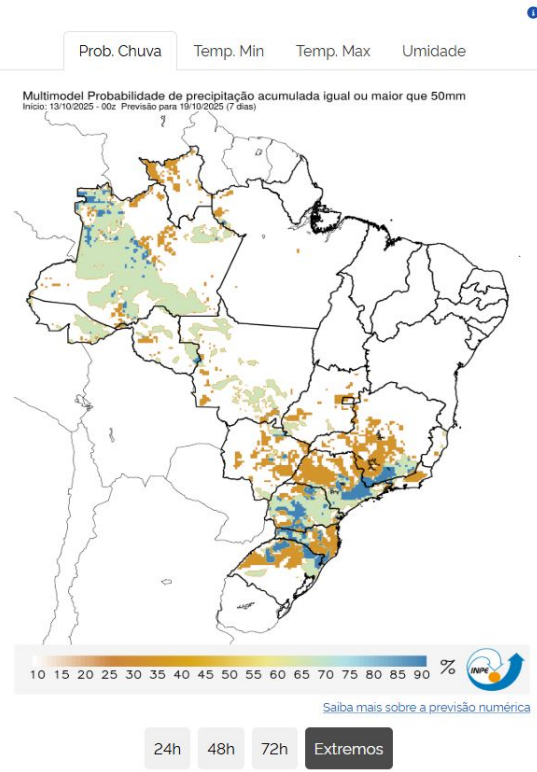 Prob. Chuva Temp. Min Temp. Max Umidade
Multimodel Probabilidade de precipitação acumulada igual ou maior que 50mm
Início: 13/10/2025 - 00z Previsão para 19/10/2025 (7 dias)
10 15 20 25 30 35 40 45 50 55 60 65 70 75 80 85 90 %
INPE
Saiba mais sobre a previsão numérica
24h 48h 72h Extremos